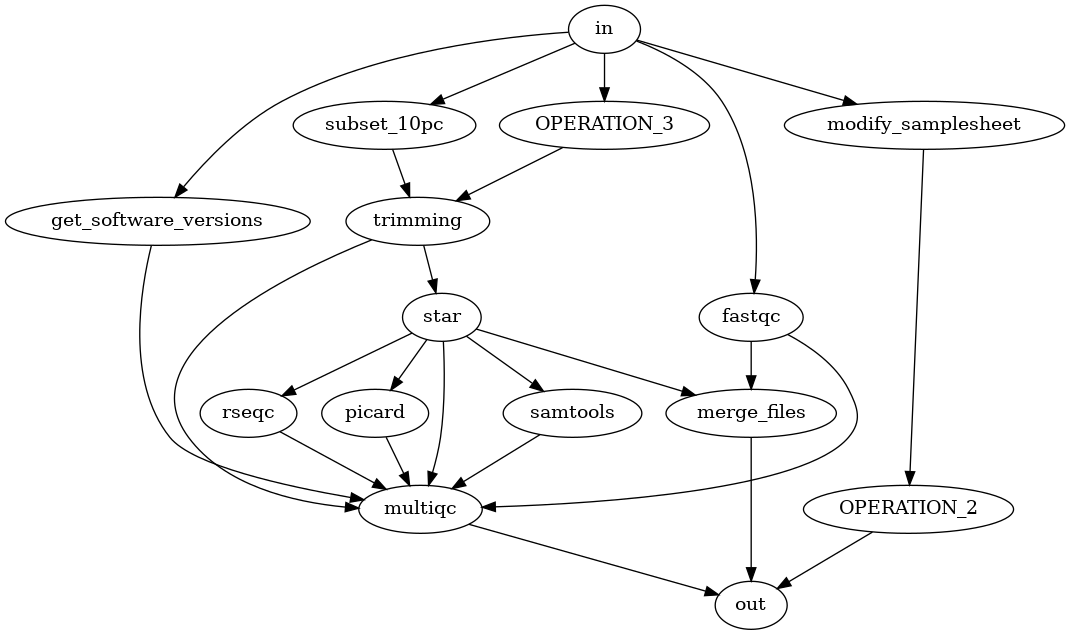 in
subset_10pc
OPERATION_3
modify_samplesheet
get_software_versions
trimming
star
fastqc
rseqc
picard
samtools
merge_files
multiqc
OPERATION_2
out